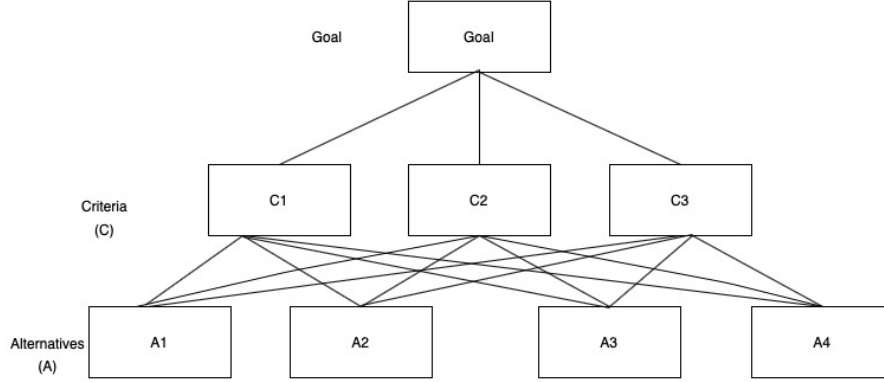 Goal
Goal
C1
C2
C3
Criteria
(C)
A1
A2
A3
A4
Alternatives
(A)